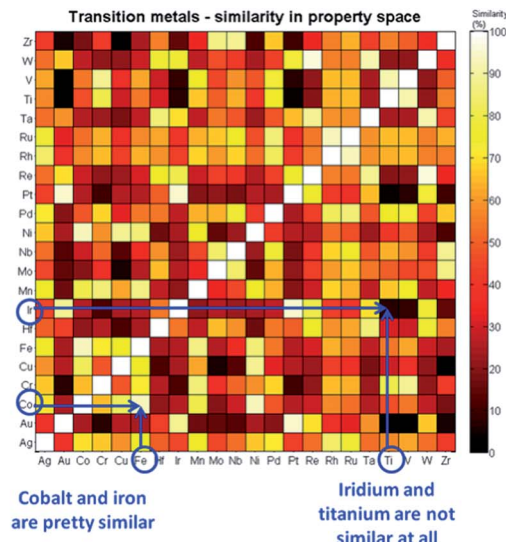 Transition metals - similarity in property space
Similarity
(%)
Zr
W
V
Ti
Ta
Ru
Rh
Re
Pt
Pd
Ni
Nb
Mo
Mn
Ir
Hf
Fe
Cu
Cr
Co
Au
Ag
100
90
80
70
60
50
40
30
20
10
0
Ag Au Co Cr Cu Fe Hf Ir Mn Mo Nb Ni Pd Pt Re Rh Ru Ta Ti V W Zr
Cobalt and iron
are pretty similar
Iridium and
titanium are not
similar at all